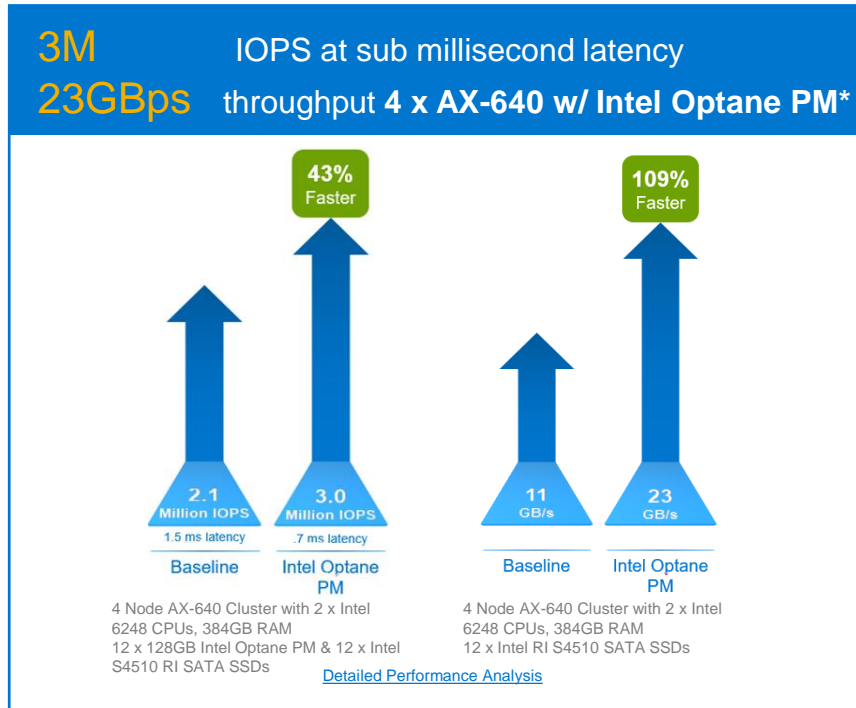 3M IOPS at sub millisecond latency
23GBps throughput 4 x AX-640 w/ Intel Optane PM*
43%
Faster
109%
Faster
2.1
Million IOPS
3.0
Million IOPS
11
GB/s
23
GB/s
1.5 ms latency
.7 ms latency
Baseline
Intel Optane
PM
Baseline
Intel Optane
PM
4 Node AX-640 Cluster with 2 x Intel
6248 CPUs, 384GB RAM
12 x 128GB Intel Optane PM & 12 x Intel
S4510 RI SATA SSDs
4 Node AX-640 Cluster with 2 x Intel
6248 CPUs, 384GB RAM
12 x Intel RI S4510 SATA SSDs
Detailed Performance Analysis